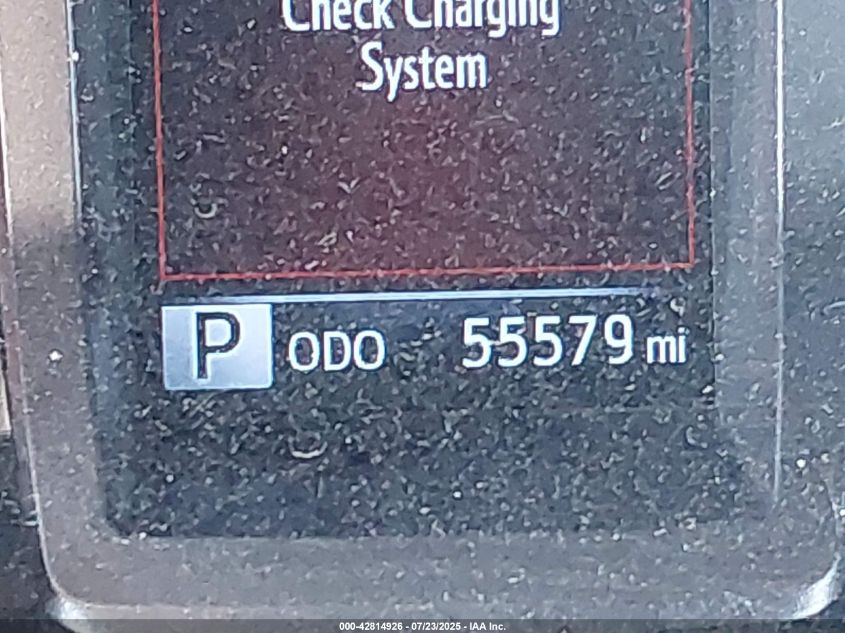 Check Charging
System
P ODO 55579 mi
000-42814926 - 07/23/2025 - IAA Inc.